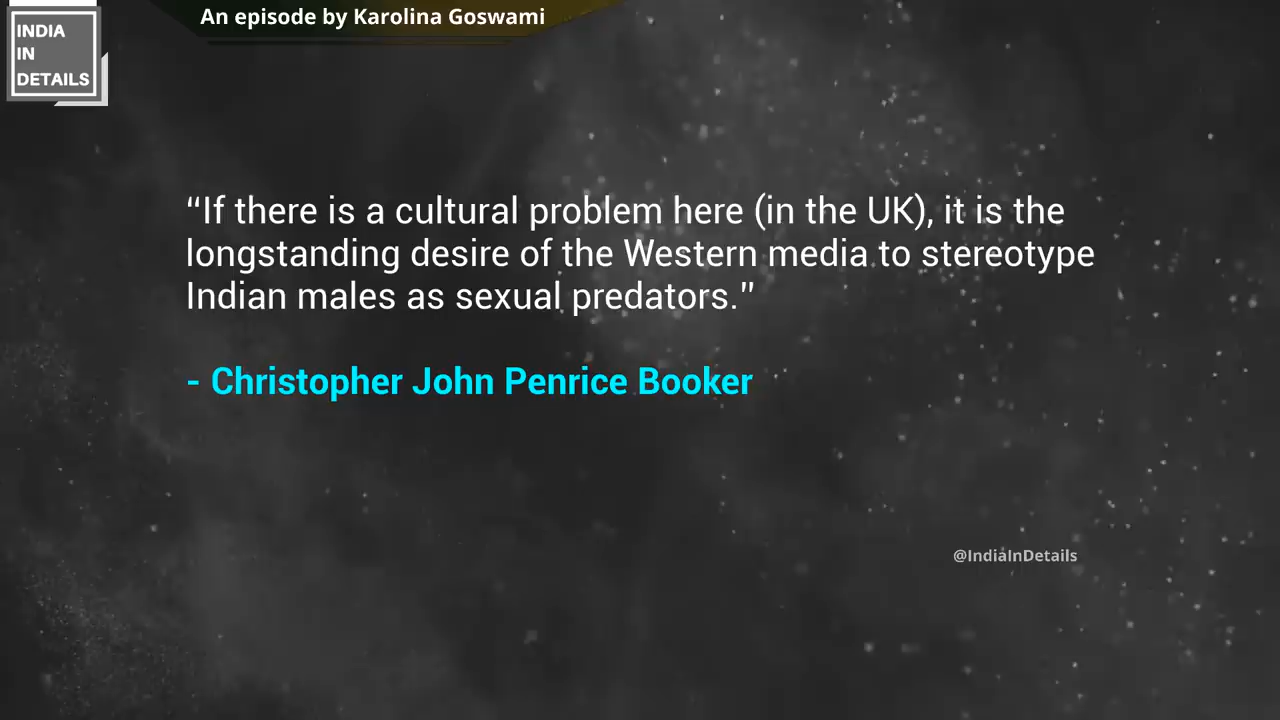 An episode by Karolina Goswami
INDIA
IN
DETAILS
“If there is a cultural problem here (in the UK), it is the
longstanding desire of the Western media to stereotype
Indian males as sexual predators.”
- Christopher John Penrice Booker
@IndiaInDetails